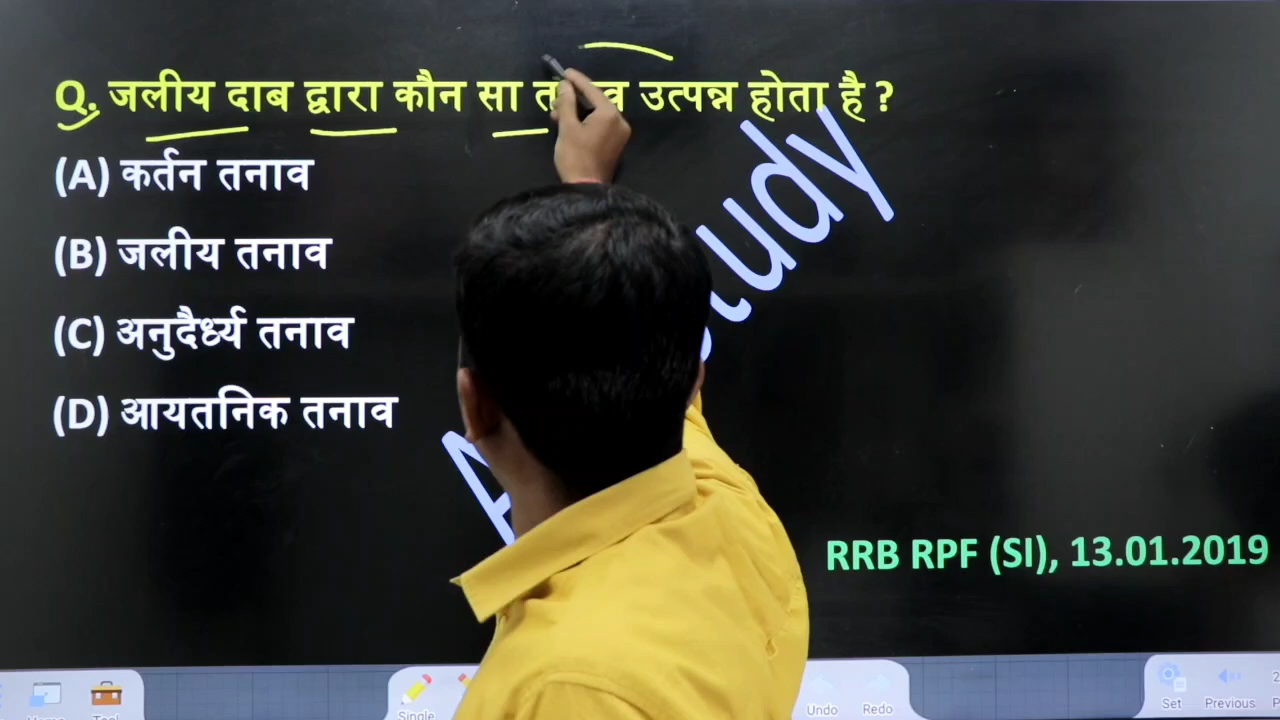 Q. जलीय दाब द्वारा कौन सा उत्पन्न होता है ?
(A) कर्तन तनाव
(B) जलीय तनाव
(C) अनुदैर्ध्य तनाव
(D) आयतनिक तनाव
RRB RPF (SI), 13.01.2019
Single
Undo
Redo
Set
Previous